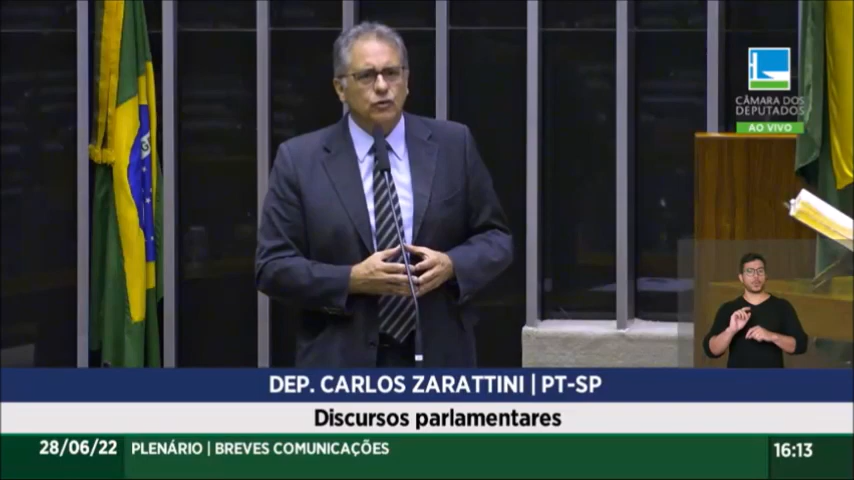 CÂMARA DOS
DEPUTADOS
AO VIVO
DEP. CARLOS ZARATTINI | PT-SP
Discursos parlamentares
28/06/22 PLENÁRIO | BREVES COMUNICAÇÕES 16:13